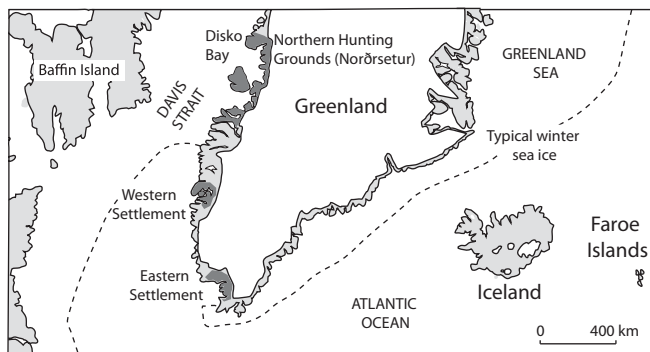 Disko
Bay
Northern Hunting
Grounds (Norðrsetur)
GREENLAND
SEA
Baffin Island
DAVIS
STRAIT
Greenland
Typical winter
sea ice
Western
Settlement
Faroe
Islands
Eastern
Settlement
Iceland
ATLANTIC
OCEAN
0 400 km